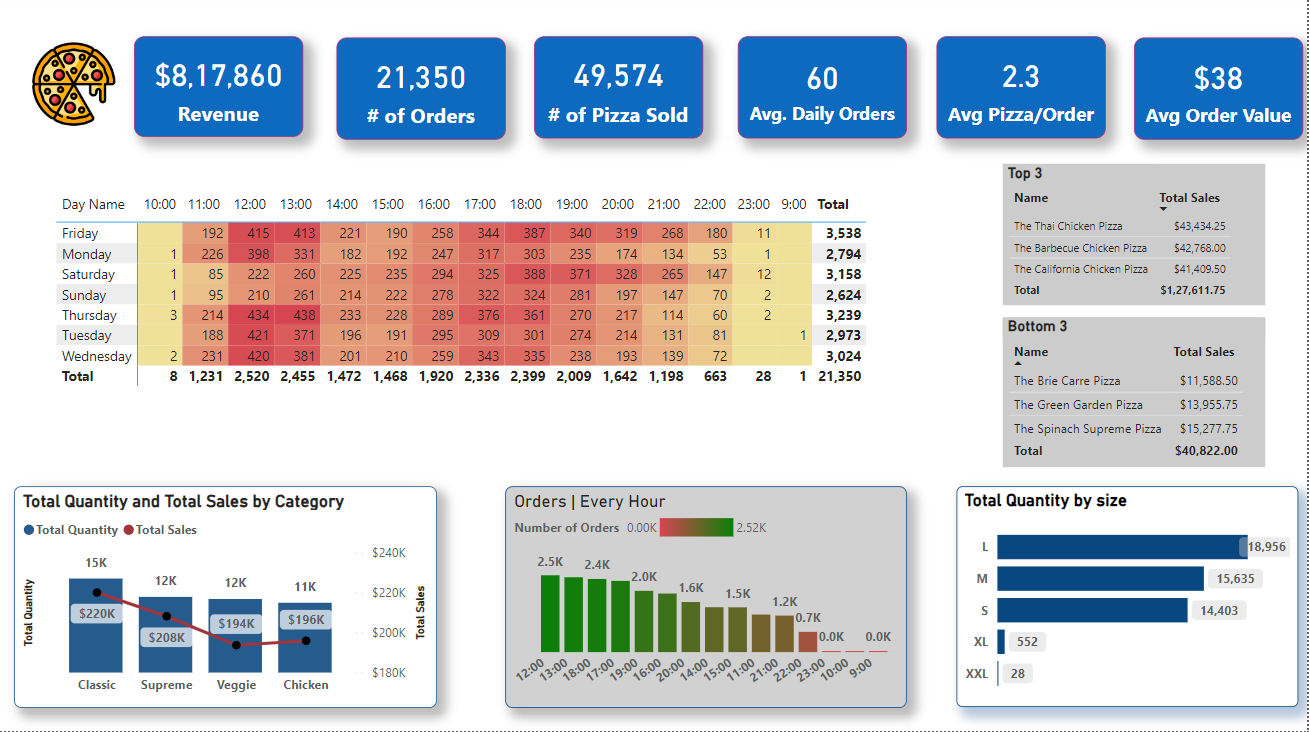 $8,17,860
Revenue
21,350
# of Orders
49,574
# of Pizza Sold
60
Avg. Daily Orders
2.3
Avg Pizza/Order
$38
Avg Order Value
Day Name 10:00 11:00 12:00 13:00 14:00 15:00 16:00 17:00 18:00 19:00 20:00 21:00 22:00 23:00 9:00 Total
Friday 192 415 413 221 190 258 344 387 340 319 268 180 11 3,538
Monday 1 226 398 331 182 192 247 317 303 235 174 134 53 1 2,794
Saturday 1 85 222 260 225 235 294 325 388 371 328 265 147 12 3,158
Sunday 1 95 210 261 214 222 278 322 324 281 197 147 70 2 2,624
Thursday 3 214 434 438 233 228 289 376 361 270 217 114 60 2 3,239
Tuesday 188 421 371 196 191 295 309 301 274 214 131 81 1 2,973
Wednesday 2 231 420 381 201 210 259 343 335 238 193 139 72 3,024
Total 8 1,231 2,520 2,455 1,472 1,468 1,920 2,336 2,399 2,009 1,642 1,198 663 28 1 21,350
Top 3
Name Total Sales
The Thai Chicken Pizza $43,434.25
The Barbecue Chicken Pizza $42,768.00
The California Chicken Pizza $41,409.50
Total $1,27,611.75
Bottom 3
Name Total Sales
The Brie Carre Pizza $11,588.50
The Green Garden Pizza $13,955.75
The Spinach Supreme Pizza $15,277.75
Total $40,822.00
Total Quantity and Total Sales by Category
Total Quantity Total Sales
Total Quantity
15K 12K 12K 11K
$220K $208K $194K $196K
$240K
$220K
$200K
$180K
Total Sales
Classic Supreme Veggie Chicken
Orders | Every Hour
Number of Orders 0.00K 2.52K
2.5K 2.4K 2.0K 1.6K 1.5K 1.2K 0.7K 0.0K 0.0K
12:00 13:00 18:00 17:00 19:00 16:00 20:00 14:00 15:00 11:00 21:00 22:00 23:00 10:00 9:00
Total Quantity by size
L 18,956
M 15,635
S 14,403
XL 552
XXL 28